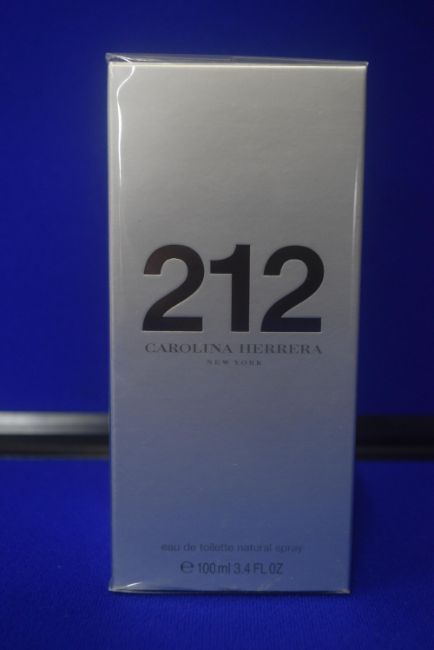 212
CAROLINA HERRERA
NEW YORK
eau de toilette natural spray
℮ 100 ml 3.4 FL OZ